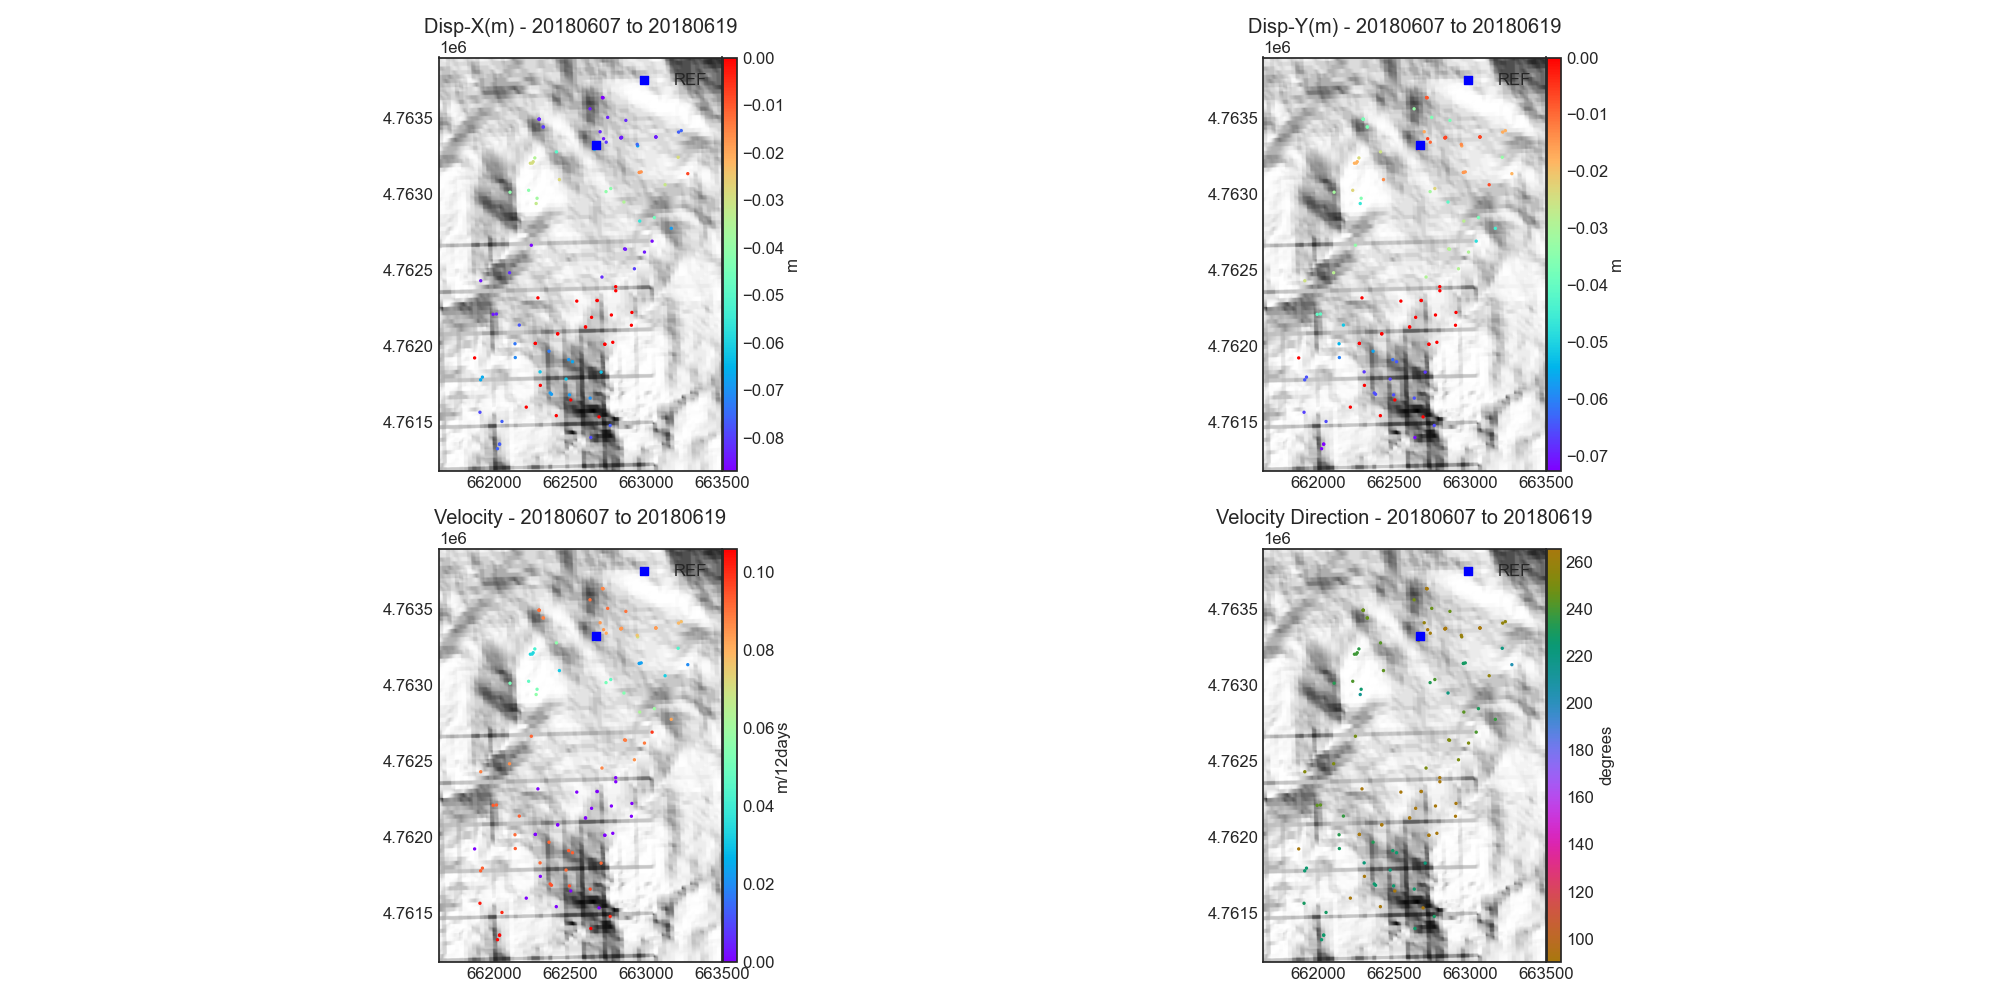 Disp-X(m) - 20180607 to 20180619
1e6
REF
4.7635
4.7630
4.7625
4.7620
4.7615
662000 662500 663000 663500
0.00
−0.01
−0.02
−0.03
−0.04
−0.05
−0.06
−0.07
−0.08
m
Disp-Y(m) - 20180607 to 20180619
1e6
REF
4.7635
4.7630
4.7625
4.7620
4.7615
662000 662500 663000 663500
0.00
−0.01
−0.02
−0.03
−0.04
−0.05
−0.06
−0.07
m
Velocity - 20180607 to 20180619
1e6
REF
4.7635
4.7630
4.7625
4.7620
4.7615
662000 662500 663000 663500
0.10
0.08
0.06
0.04
0.02
0.00
m/12days
Velocity Direction - 20180607 to 20180619
1e6
REF
4.7635
4.7630
4.7625
4.7620
4.7615
662000 662500 663000 663500
260
240
220
200
180
160
140
120
100
degrees